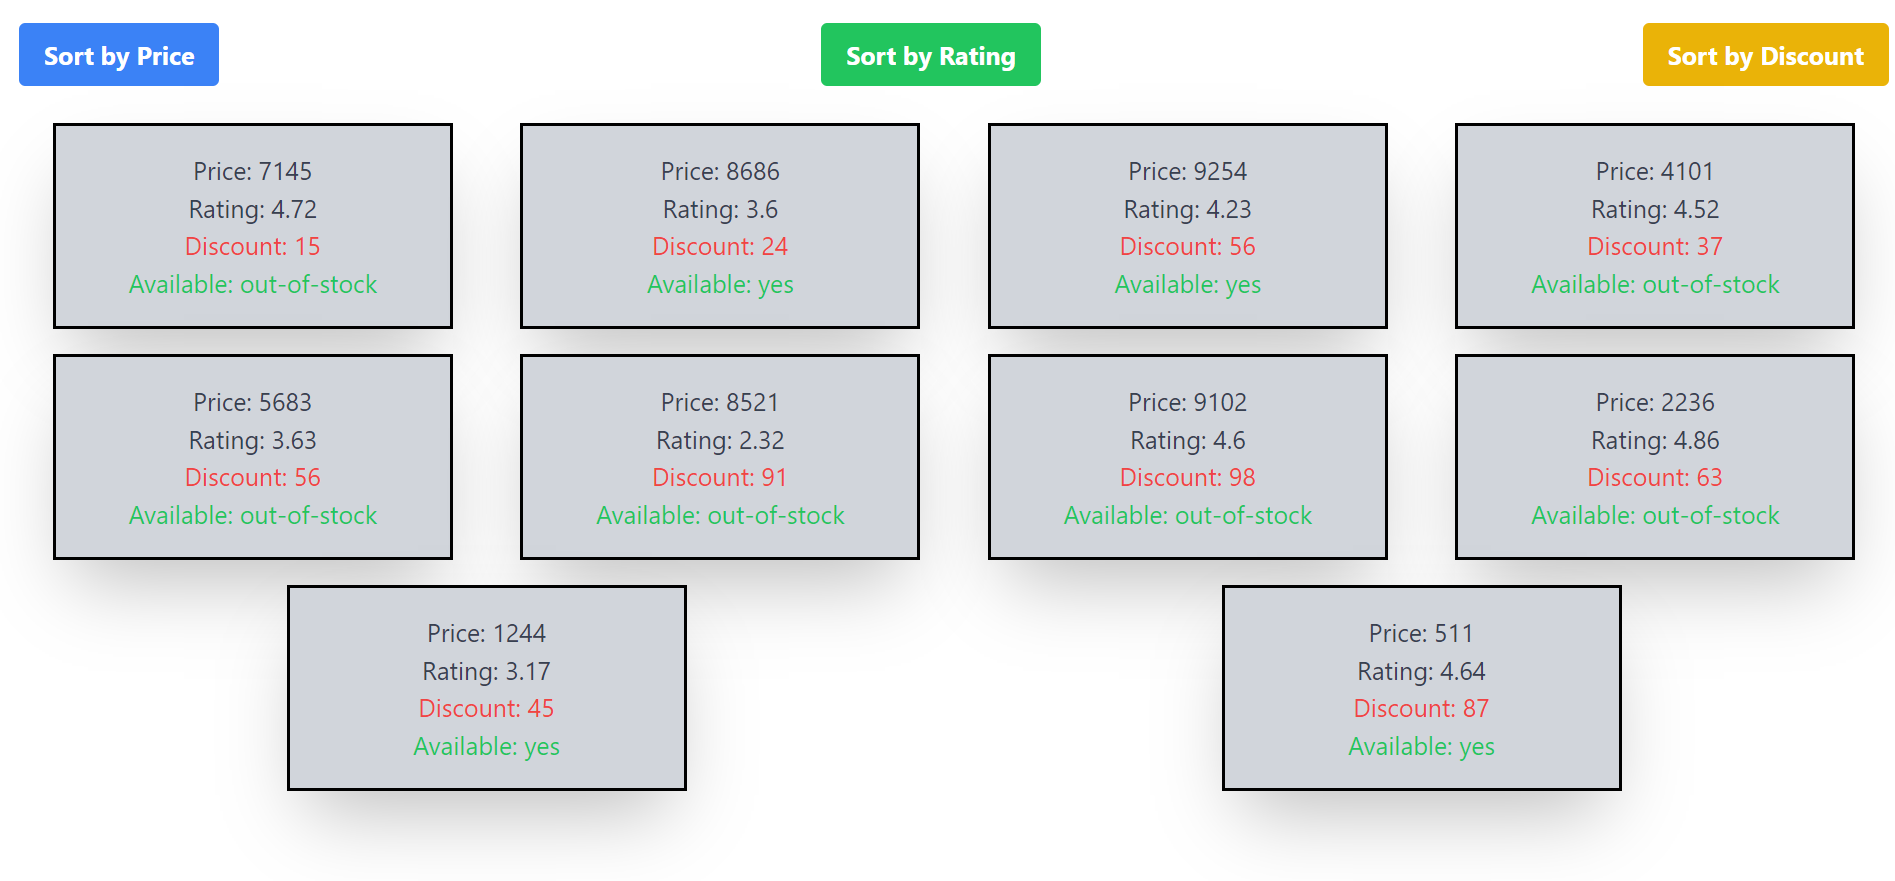 Sort by Price
Sort by Rating
Sort by Discount
Price: 7145
Rating: 4.72
Discount: 15
Available: out-of-stock
Price: 8686
Rating: 3.6
Discount: 24
Available: yes
Price: 9254
Rating: 4.23
Discount: 56
Available: yes
Price: 4101
Rating: 4.52
Discount: 37
Available: out-of-stock
Price: 5683
Rating: 3.63
Discount: 56
Available: out-of-stock
Price: 8521
Rating: 2.32
Discount: 91
Available: out-of-stock
Price: 9102
Rating: 4.6
Discount: 98
Available: out-of-stock
Price: 2236
Rating: 4.86
Discount: 63
Available: out-of-stock
Price: 1244
Rating: 3.17
Discount: 45
Available: yes
Price: 511
Rating: 4.64
Discount: 87
Available: yes